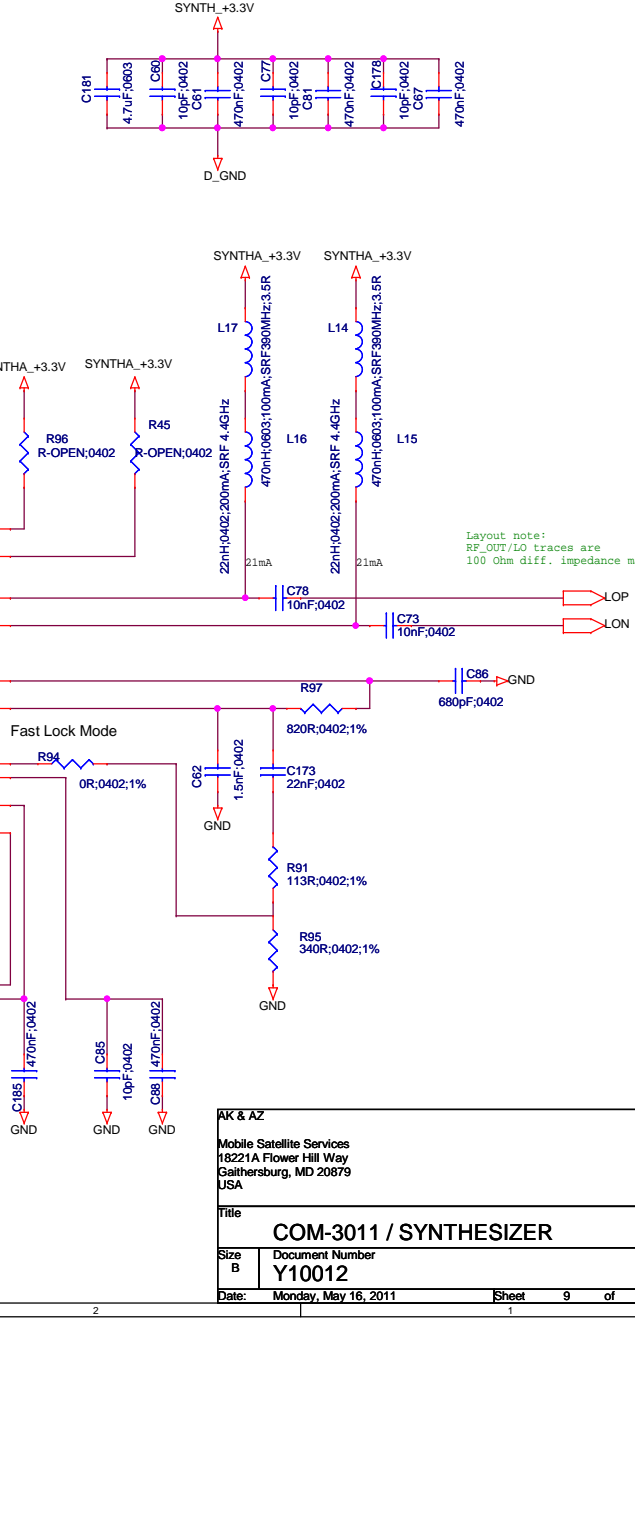 SYNTH_+3.3V
C181
4.7uF;0603
C60
10pF;0402
C61
470nF;0402
C77
10pF;0402
C81
470nF;0402
C178
10pF;0402
C67
470nF;0402
D_GND
SYNTHA_+3.3V
SYNTHA_+3.3V
L17
470nH;0603;100mA;SRF390MHz;3.5R
L14
470nH;0603;100mA;SRF390MHz;3.5R
NTHA_+3.3V
SYNTHA_+3.3V
R96
R-OPEN;0402
R45
R-OPEN;0402
22nH;0402;200mA;SRF 4.4GHz
L16
22nH;0402;200mA;SRF 4.4GHz
L15
Layout note:
RF_OUT/LO traces are
100 Ohm diff. impedance m
21mA
21mA
C78
10nF;0402
LOP
C73
10nF;0402
LON
C86
680pF;0402
GND
R97
820R;0402;1%
Fast Lock Mode
R94
0R;0402;1%
C62
1.5nF;0402
GND
C173
22nF;0402
R91
113R;0402;1%
R95
340R;0402;1%
GND
C185
470nF;0402
GND
C85
10pF;0402
GND
C88
470nF;0402
GND
AK & AZ
Mobile Satellite Services
18221A Flower Hill Way
Gaithersburg, MD 20879
USA
Title
COM-3011 / SYNTHESIZER
Size
B
Document Number
Y10012
Date: Monday, May 16, 2011 Sheet 9 of
2 1